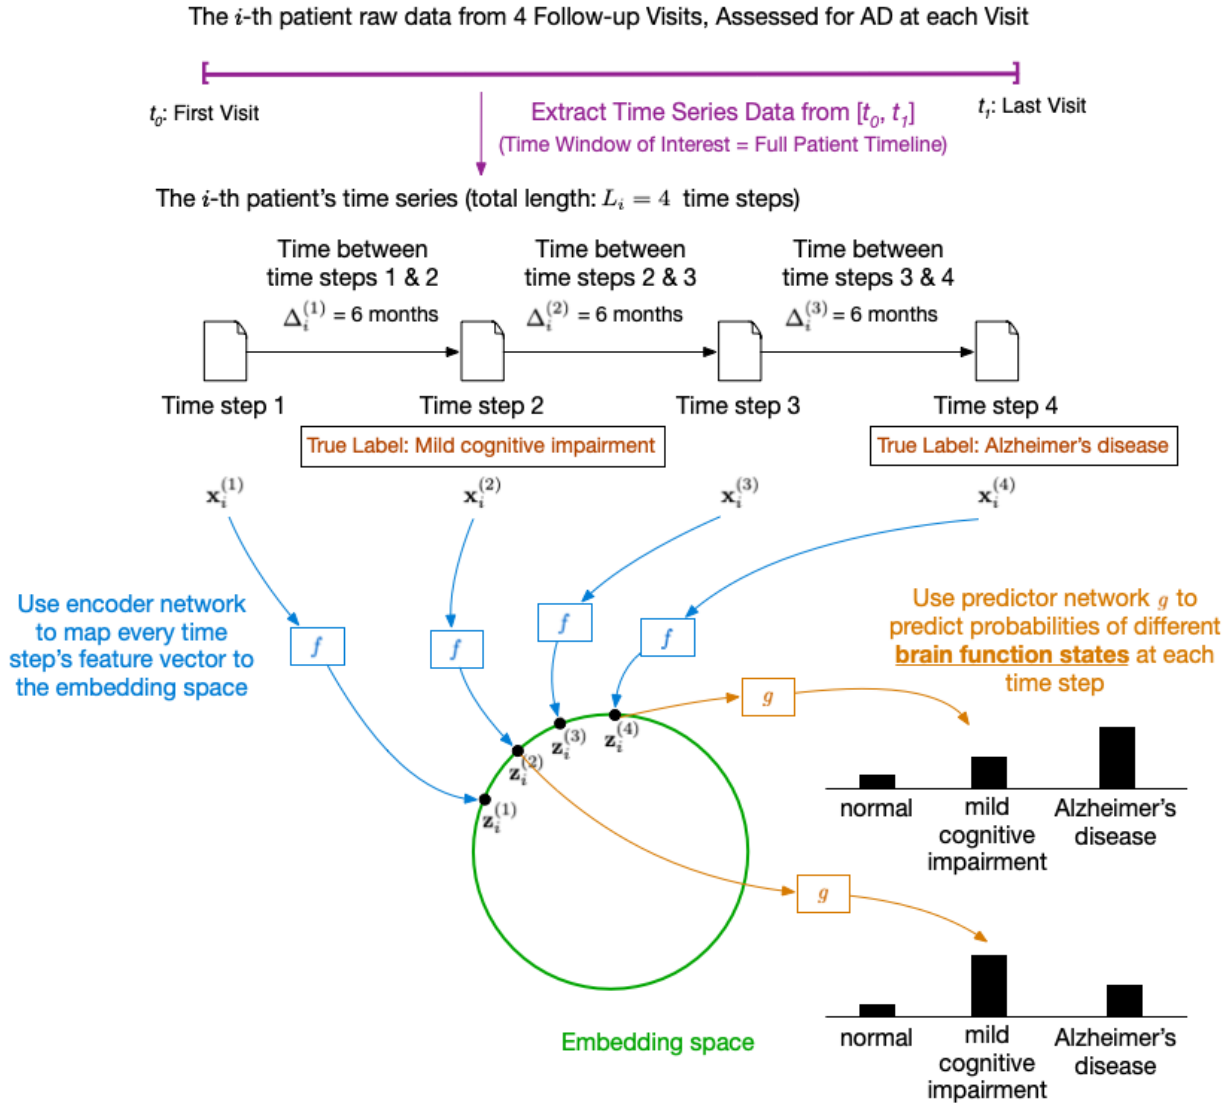 The i-th patient raw data from 4 Follow-up Visits, Assessed for AD at each Visit
t₀: First Visit
t₁: Last Visit
Extract Time Series Data from [t₀, t₁]
(Time Window of Interest = Full Patient Timeline)
The i-th patient's time series (total length: Lᵢ = 4 time steps)
Time between
time steps 1 & 2
Δᵢ⁽¹⁾ = 6 months
Time between
time steps 2 & 3
Δᵢ⁽²⁾ = 6 months
Time between
time steps 3 & 4
Δᵢ⁽³⁾ = 6 months
Time step 1
Time step 2
Time step 3
Time step 4
True Label: Mild cognitive impairment
True Label: Alzheimer's disease
xᵢ⁽¹⁾
xᵢ⁽²⁾
xᵢ⁽³⁾
xᵢ⁽⁴⁾
Use encoder network
to map every time
step's feature vector to
the embedding space
f
f
f
f
Use predictor network g to
predict probabilities of different
brain function states at each
time step
g
zᵢ⁽¹⁾
zᵢ⁽²⁾
zᵢ⁽³⁾
zᵢ⁽⁴⁾
normal
mild
cognitive
impairment
Alzheimer's
disease
g
normal
mild
cognitive
impairment
Alzheimer's
disease
Embedding space